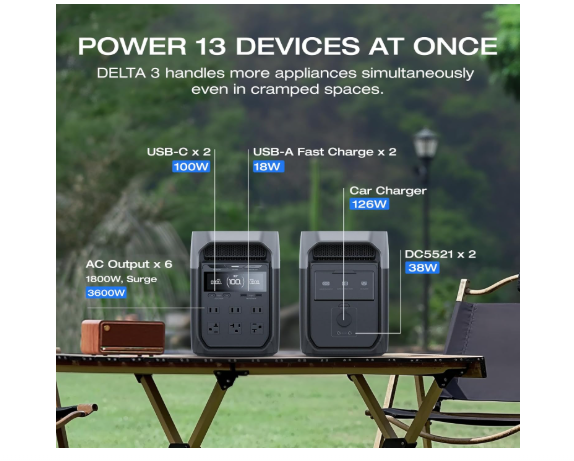 POWER 13 DEVICES AT ONCE
DELTA 3 handles more appliances simultaneously
even in cramped spaces.
USB-C x 2
100W
USB-A Fast Charge x 2
18W
Car Charger
126W
DC5521 x 2
38W
AC Output x 6
1800W, Surge
3600W
100